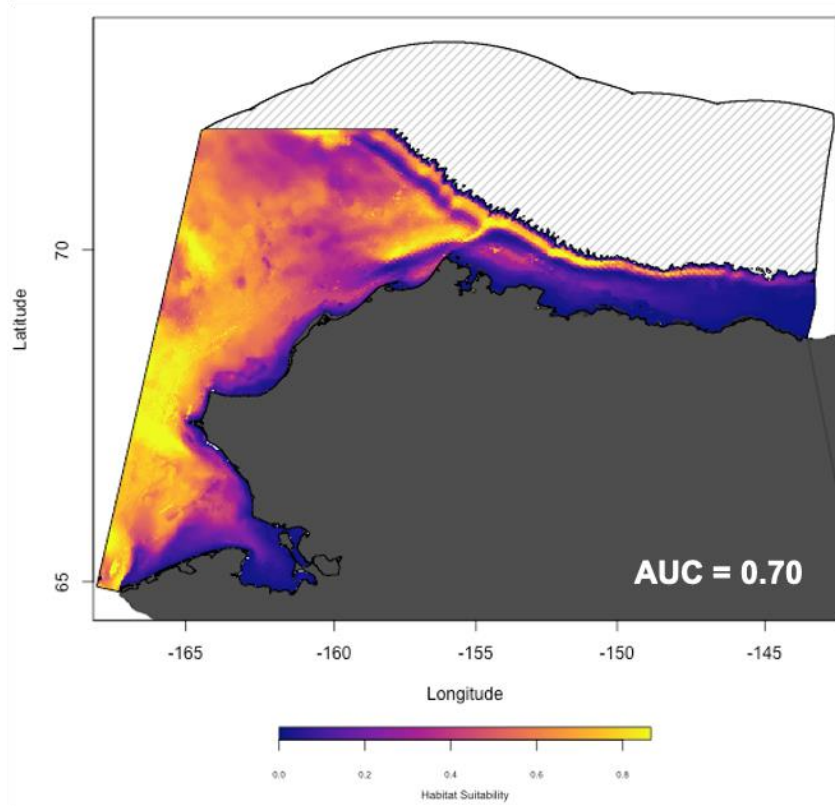 70
Latitude
65
AUC = 0.70
-165 -160 -155 -150 -145
Longitude
0.0 0.2 0.4 0.6 0.8
Habitat Suitability